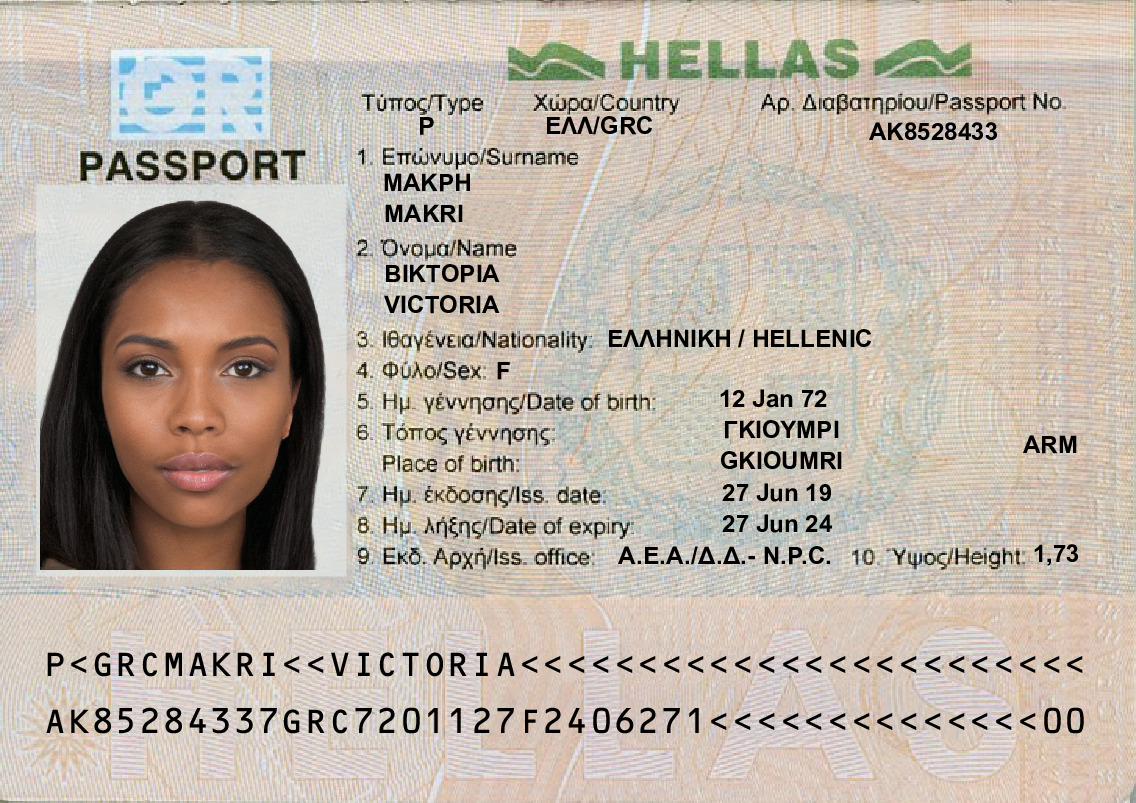 GR
PASSPORT
HELLAS
Τύπος/Type Χώρα/Country Αρ. Διαβατηρίου/Passport No.
P ΕΛΛ/GRC AK8528433
1. Επώνυμο/Surname
ΜΑΚΡΗ
MAKRI
2. Όνομα/Name
ΒΙΚΤΟΡΙΑ
VICTORIA
3. Ιθαγένεια/Nationality: ΕΛΛΗΝΙΚΗ / HELLENIC
4. Φύλο/Sex: F
5. Ημ. γέννησης/Date of birth: 12 Jan 72
6. Τόπος γέννησης: ΓΚΙΟΥΜΡΙ
Place of birth: GKIOUMRI ARM
7. Ημ. έκδοσης/Iss. date: 27 Jun 19
8. Ημ. λήξης/Date of expiry: 27 Jun 24
9. Εκδ. Αρχή/Iss. office: Α.Ε.Α./Δ.Δ.- N.P.C. 10. Ύψος/Height: 1,73
HELLAS
P<GRCMAKRI<<VICTORIA<<<<<<<<<<<<<<<<<<<<<<<<
AK85284337GRC7201127F2406271<<<<<<<<<<<<<<00